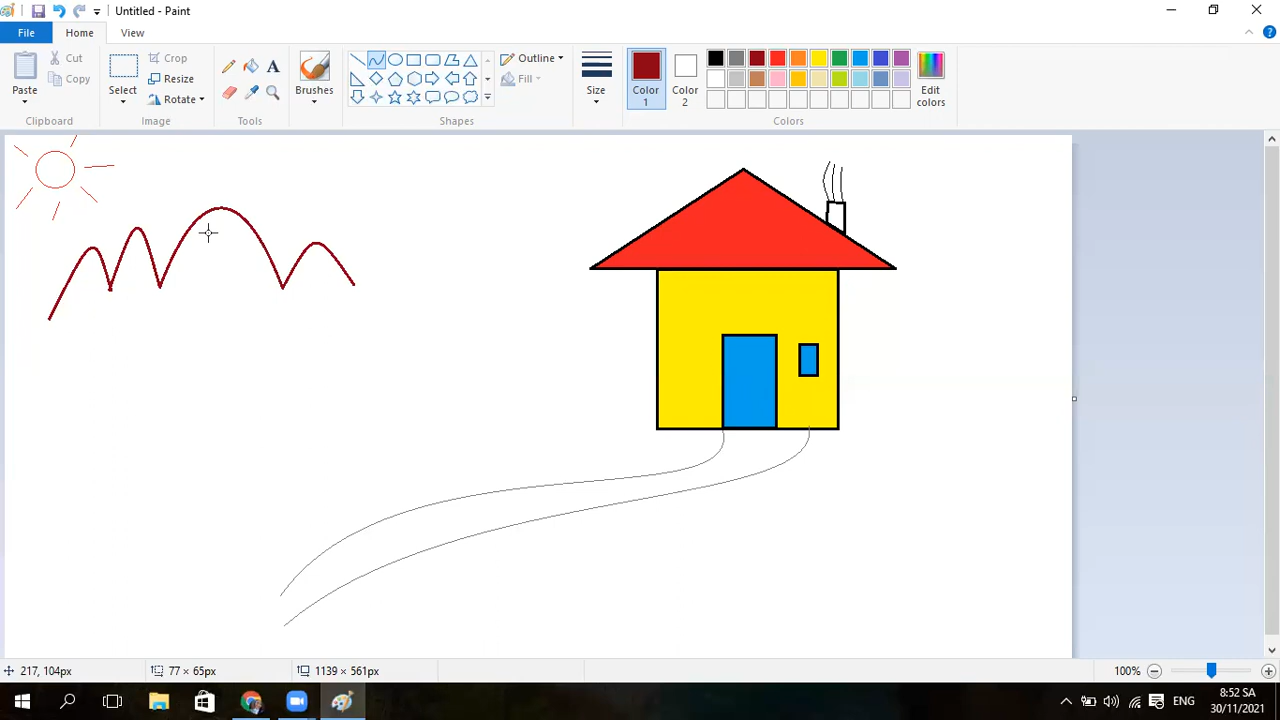 Untitled - Paint
File Home View
Paste
Cut
Copy
Clipboard
Select
Crop
Resize
Rotate
Image
Tools
Brushes
Outline
Fill
Shapes
Size
Color 1
Color 2
Edit colors
Colors
217, 104px
77 × 65px
1139 × 561px
100%
ENG
8:52 SA
30/11/2021